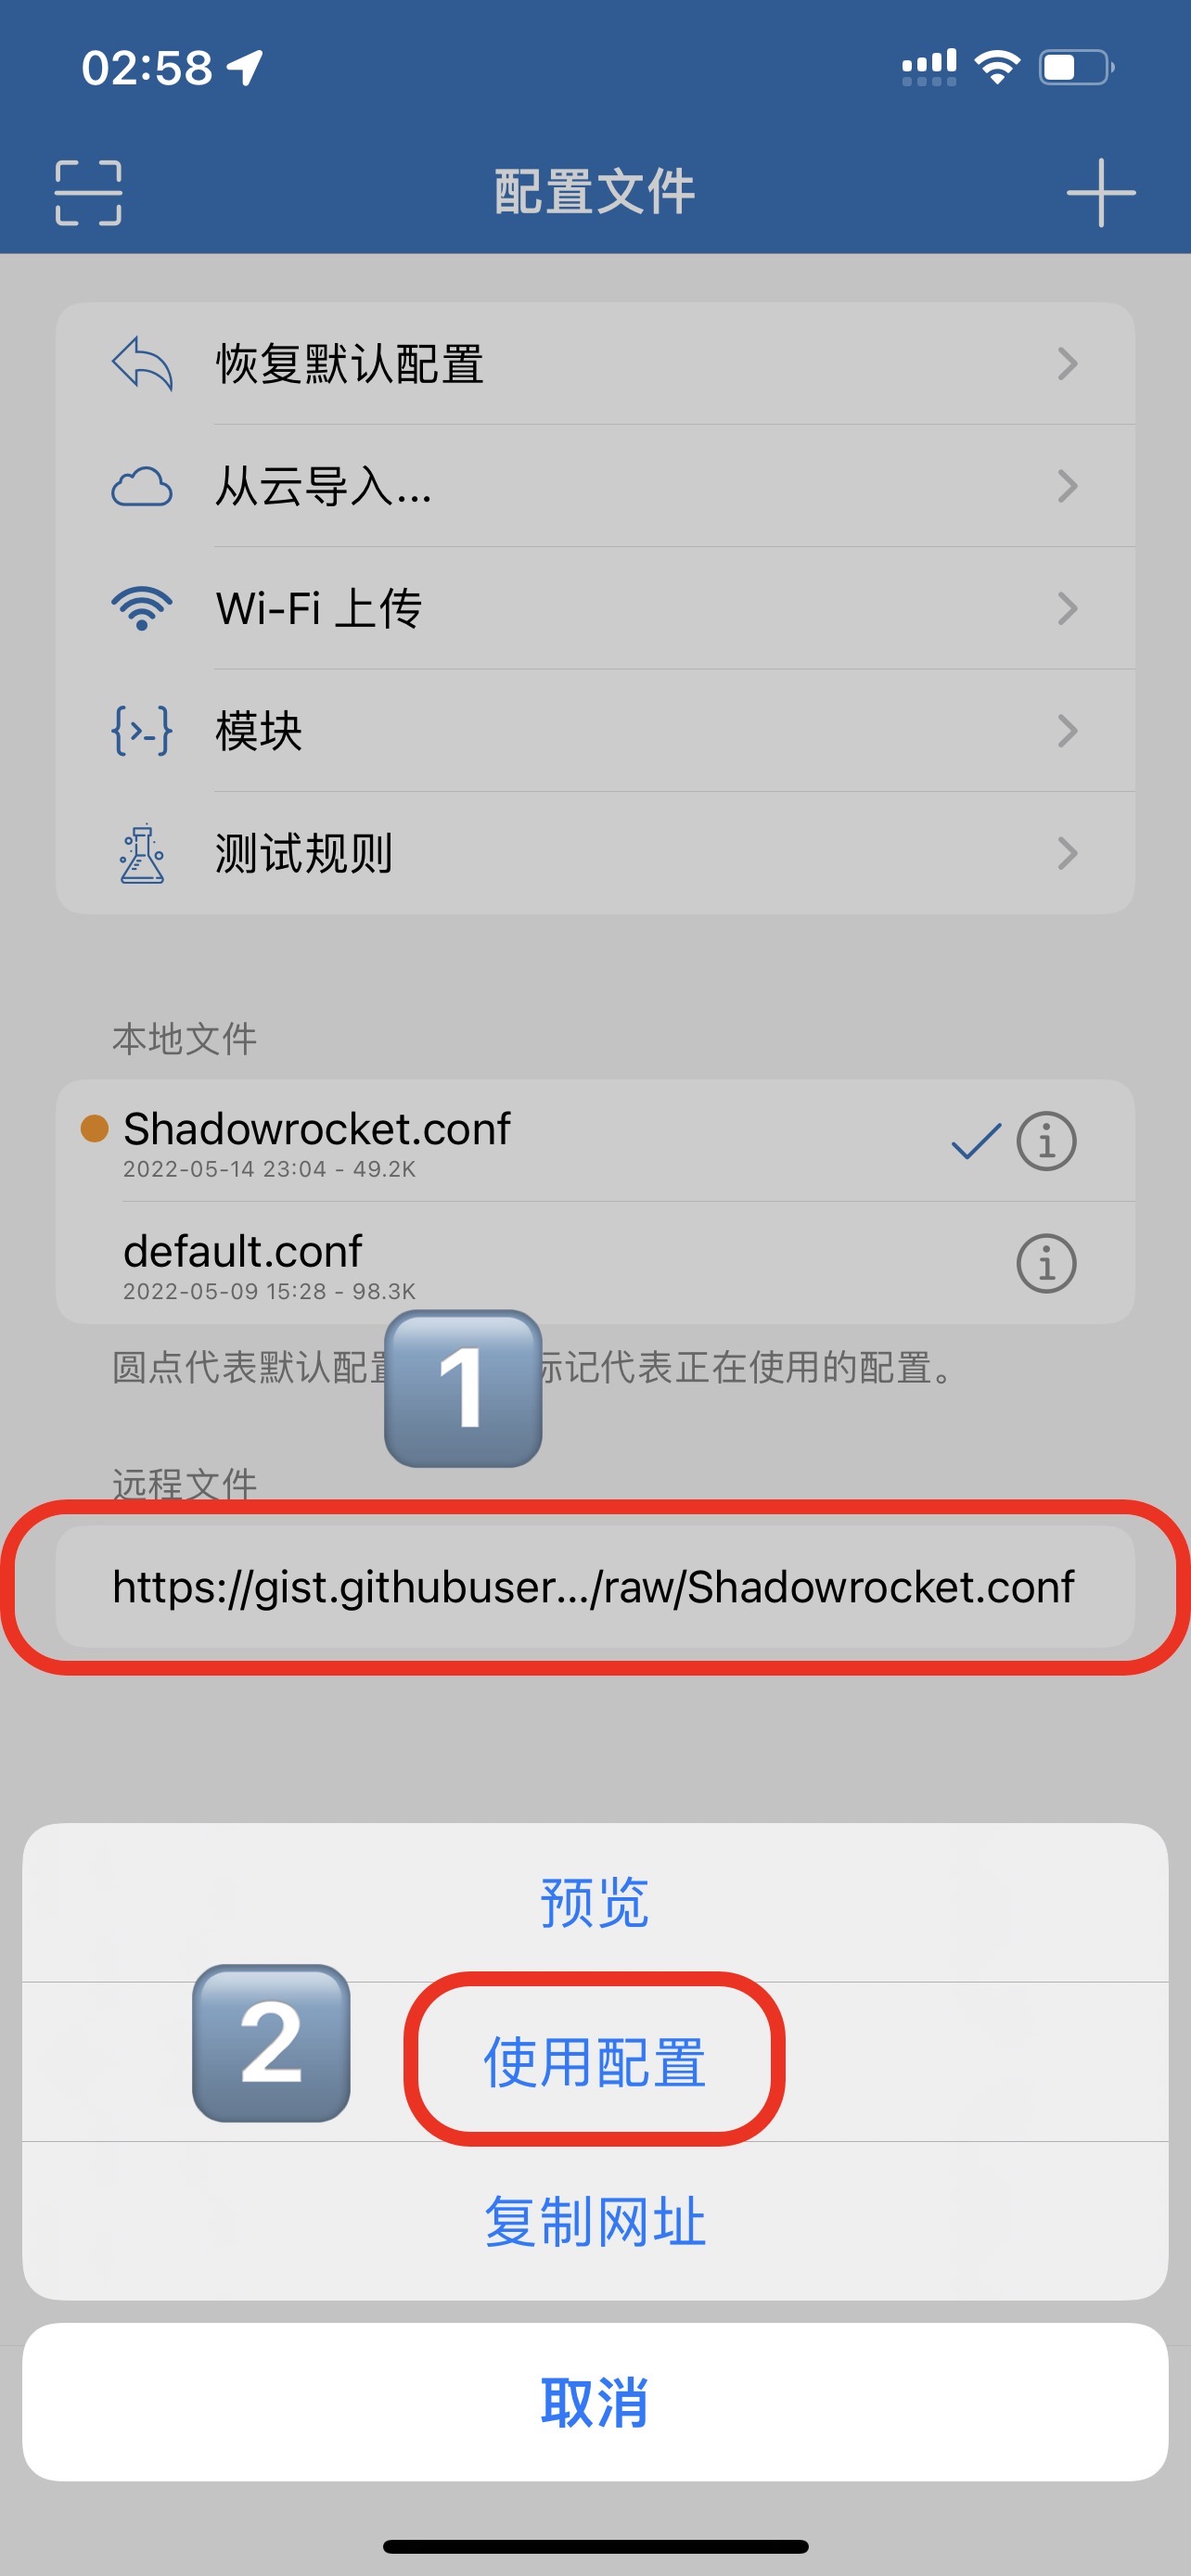 02:58
配置文件
恢复默认配置
从云导入...
Wi-Fi 上传
模块
测试规则
本地文件
Shadowrocket.conf
2022-05-14 23:04 - 49.2K
default.conf
2022-05-09 15:28 - 98.3K
圆点代表默认配置 标记代表正在使用的配置。
1
远程文件
https://gist.githubuser.../raw/Shadowrocket.conf
预览
2
使用配置
复制网址
取消